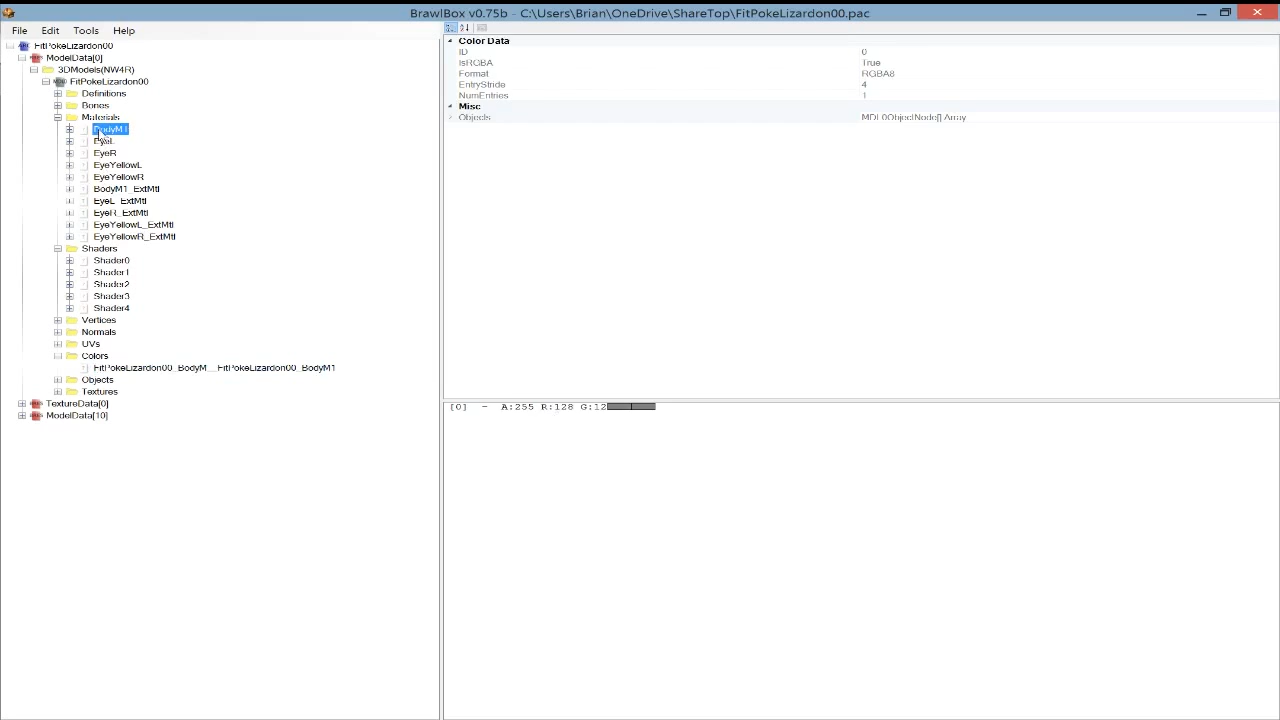 BrawlBox v0.75b - C:\Users\Brian\OneDrive\ShareTop\FitPokeLizardon00.pac
File Edit Tools Help
FitPokeLizardon00
ModelData[0]
3DModels(NW4R)
FitPokeLizardon00
Definitions
Bones
Materials
BodyM1
EyeL
EyeR
EyeYellowL
EyeYellowR
BodyM1_ExtMtl
EyeL_ExtMtl
EyeR_ExtMtl
EyeYellowL_ExtMtl
EyeYellowR_ExtMtl
Shaders
Shader0
Shader1
Shader2
Shader3
Shader4
Vertices
Normals
UVs
Colors
FitPokeLizardon00_BodyM__FitPokeLizardon00_BodyM1
Objects
Textures
TextureData[0]
ModelData[10]
Color Data
ID 0
IsRGBA True
Format RGBA8
EntryStride 4
NumEntries 1
Misc
Objects MDL0ObjectNode[] Array
[0] - A:255 R:128 G:12